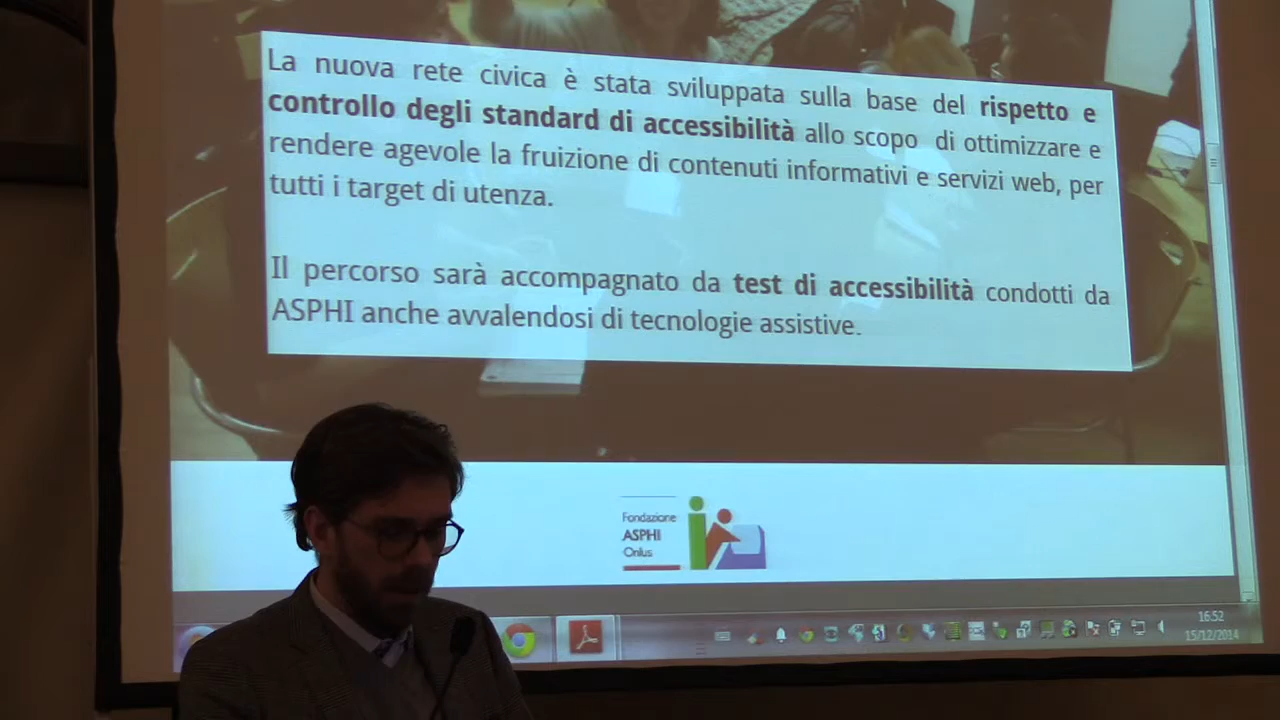 La nuova rete civica è stata sviluppata sulla base del rispetto e
controllo degli standard di accessibilità allo scopo di ottimizzare e
rendere agevole la fruizione di contenuti informativi e servizi web, per
tutti i target di utenza.
Il percorso sarà accompagnato da test di accessibilità condotti da
ASPHI anche avvalendosi di tecnologie assistive.
Fondazione
ASPHI
Onlus
16:52
15/12/2014